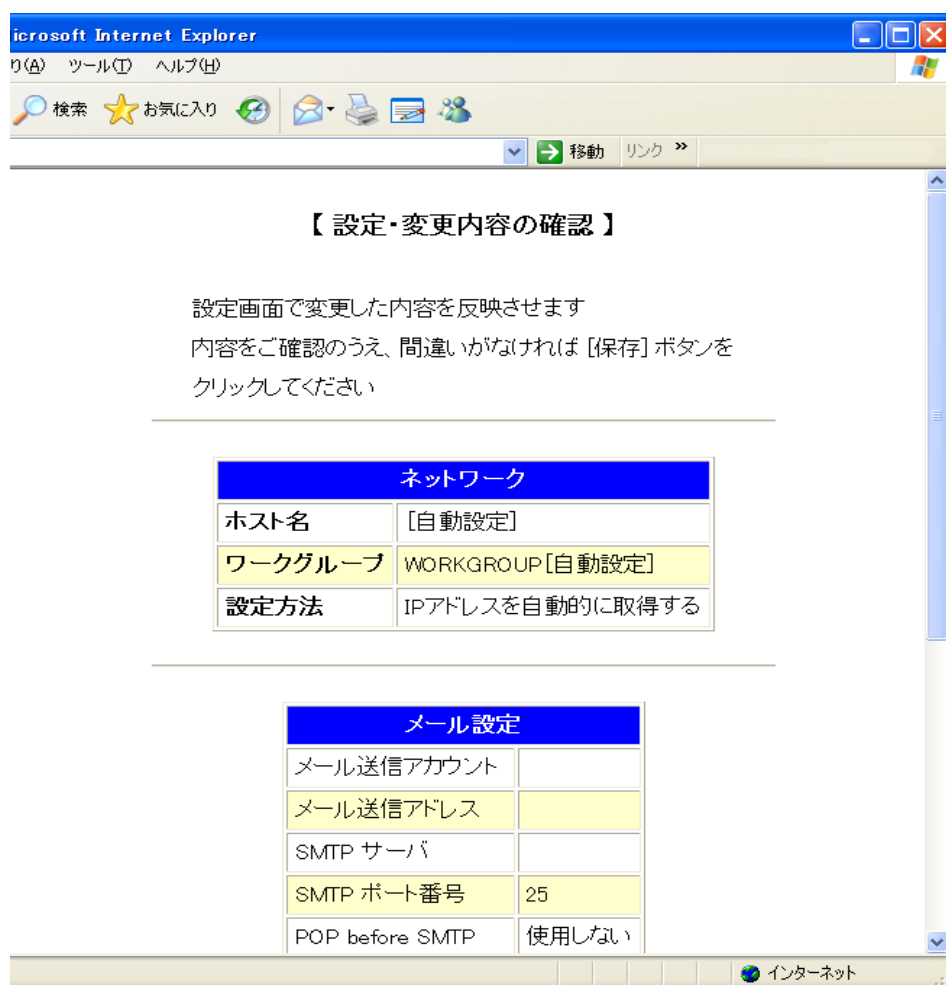 icrosoft Internet Explorer
り(A) ツール(T) ヘルプ(H)
検索 お気に入り
移動 リンク »
【 設定・変更内容の確認 】
設定画面で変更した内容を反映させます
内容をご確認のうえ、間違いがなければ [保存] ボタンを
クリックしてください
ネットワーク
ホスト名 [自動設定]
ワークグループ WORKGROUP[自動設定]
設定方法 IPアドレスを自動的に取得する
メール設定
メール送信アカウント
メール送信アドレス
SMTP サーバ
SMTP ポート番号 25
POP before SMTP 使用しない
インターネット